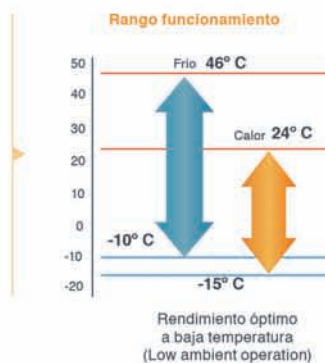 Rango funcionamiento
50
Frio 46º C
40
30
Calor 24º C
20
10
0
-10º C
-10
-15º C
-20
Rendimiento óptimo
a baja temperatura
(Low ambient operation)